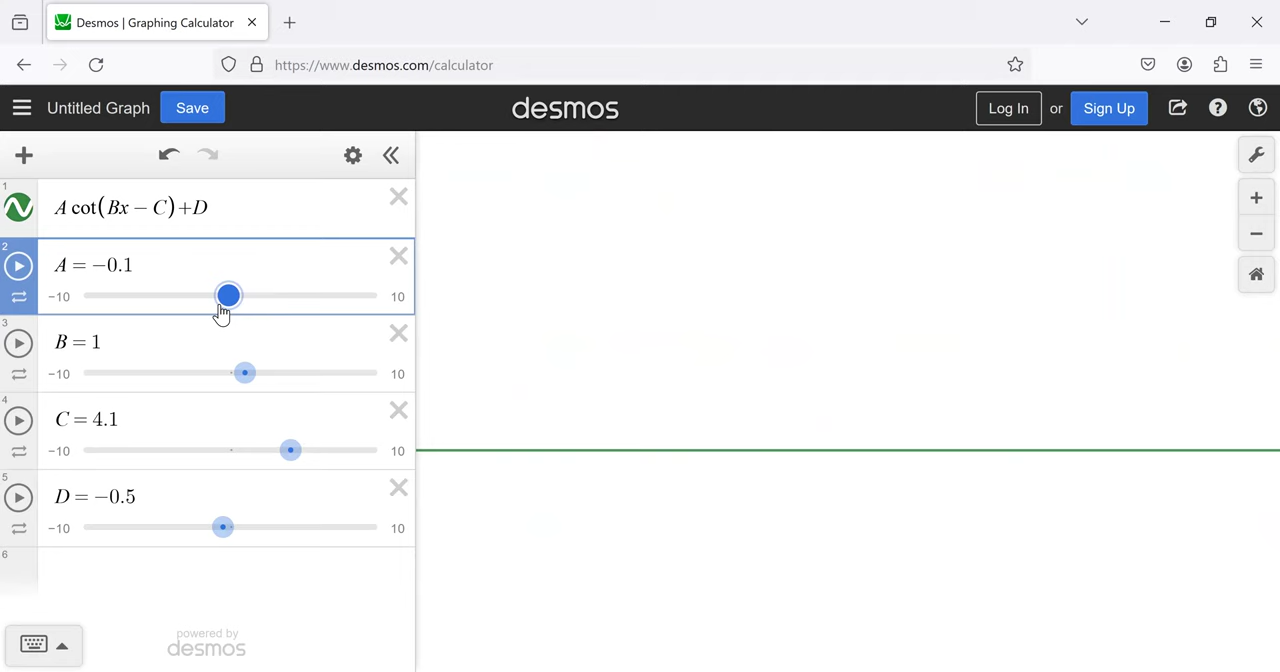 Desmos | Graphing Calculator
https://www.desmos.com/calculator
Untitled Graph
Save
desmos
Log In
or
Sign Up
1
A cot(Bx − C)+D
2
A = −0.1
−10
10
3
B = 1
−10
10
4
C = 4.1
−10
10
5
D = −0.5
−10
10
6
powered by
desmos